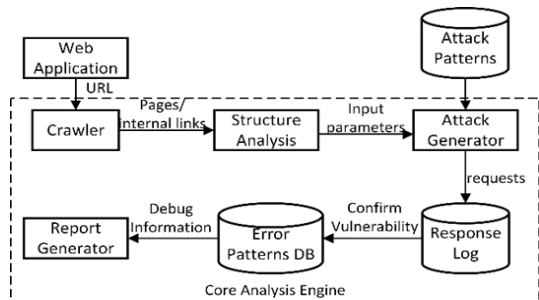 Web
Application
Attack
Patterns
URL
Crawler
Pages/
internal links
Structure
Analysis
Input
parameters
Attack
Generator
requests
Report
Generator
Debug
Information
Error
Patterns DB
Confirm
Vulnerability
Response
Log
Core Analysis Engine